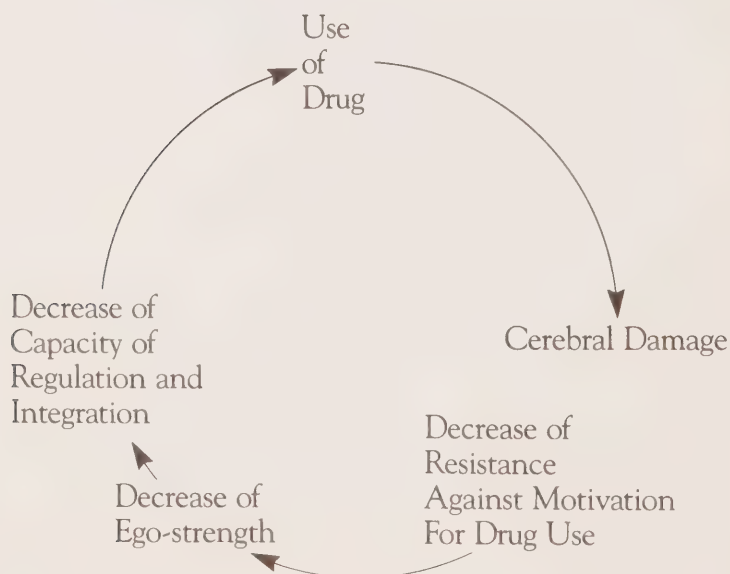 Use
of
Drug
Cerebral Damage
Decrease of
Resistance
Against Motivation
For Drug Use
Decrease of
Ego-strength
Decrease of
Capacity of
Regulation and
Integration